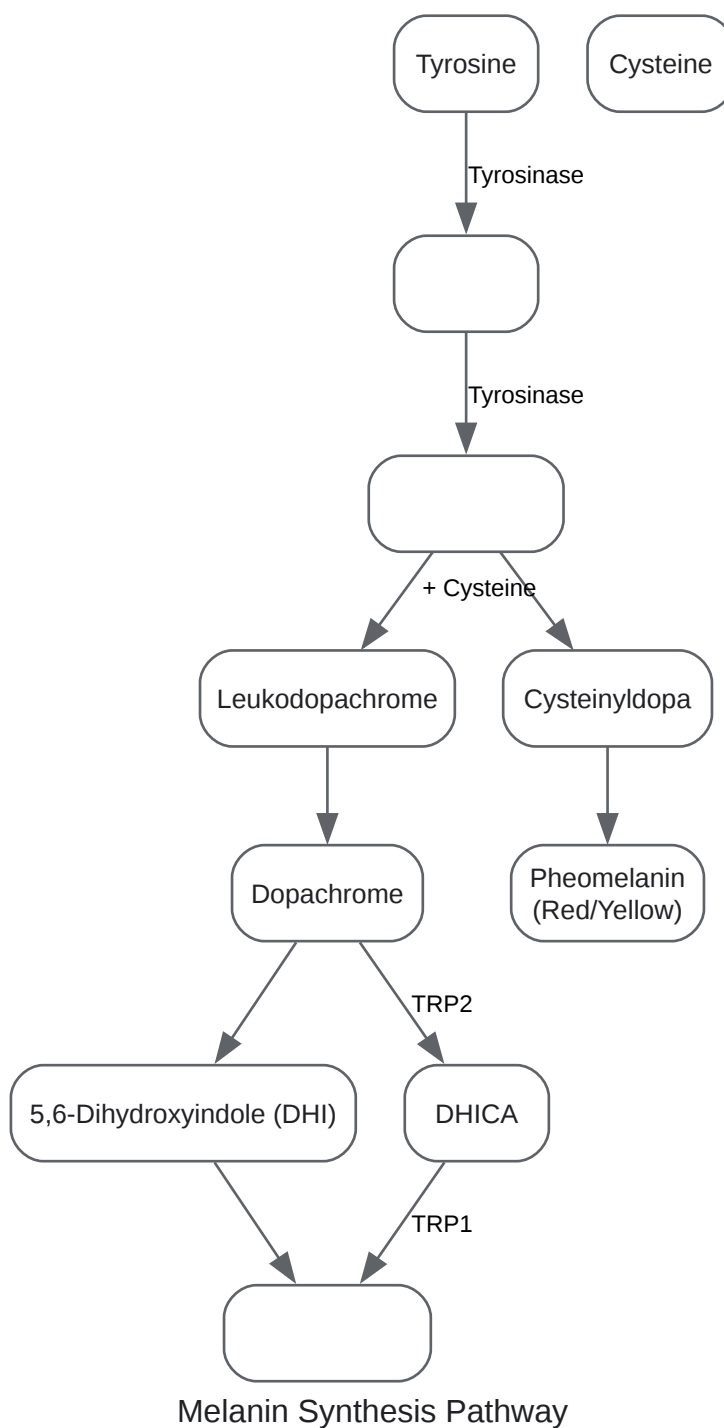 Tyrosine
Cysteine
Tyrosinase
Tyrosinase
+ Cysteine
Leukodopachrome
Cysteinyldopa
Dopachrome
Pheomelanin
(Red/Yellow)
TRP2
5,6-Dihydroxyindole (DHI)
DHICA
TRP1
Melanin Synthesis Pathway